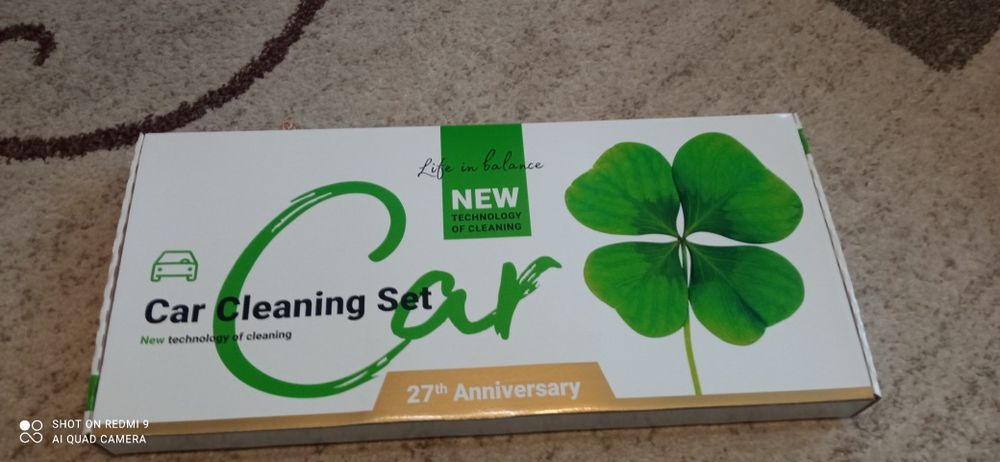 Life in balance
NEW
TECHNOLOGY
OF CLEANING
Car
Car Cleaning Set
New technology of cleaning
27th Anniversary
SHOT ON REDMI 9
AI QUAD CAMERA